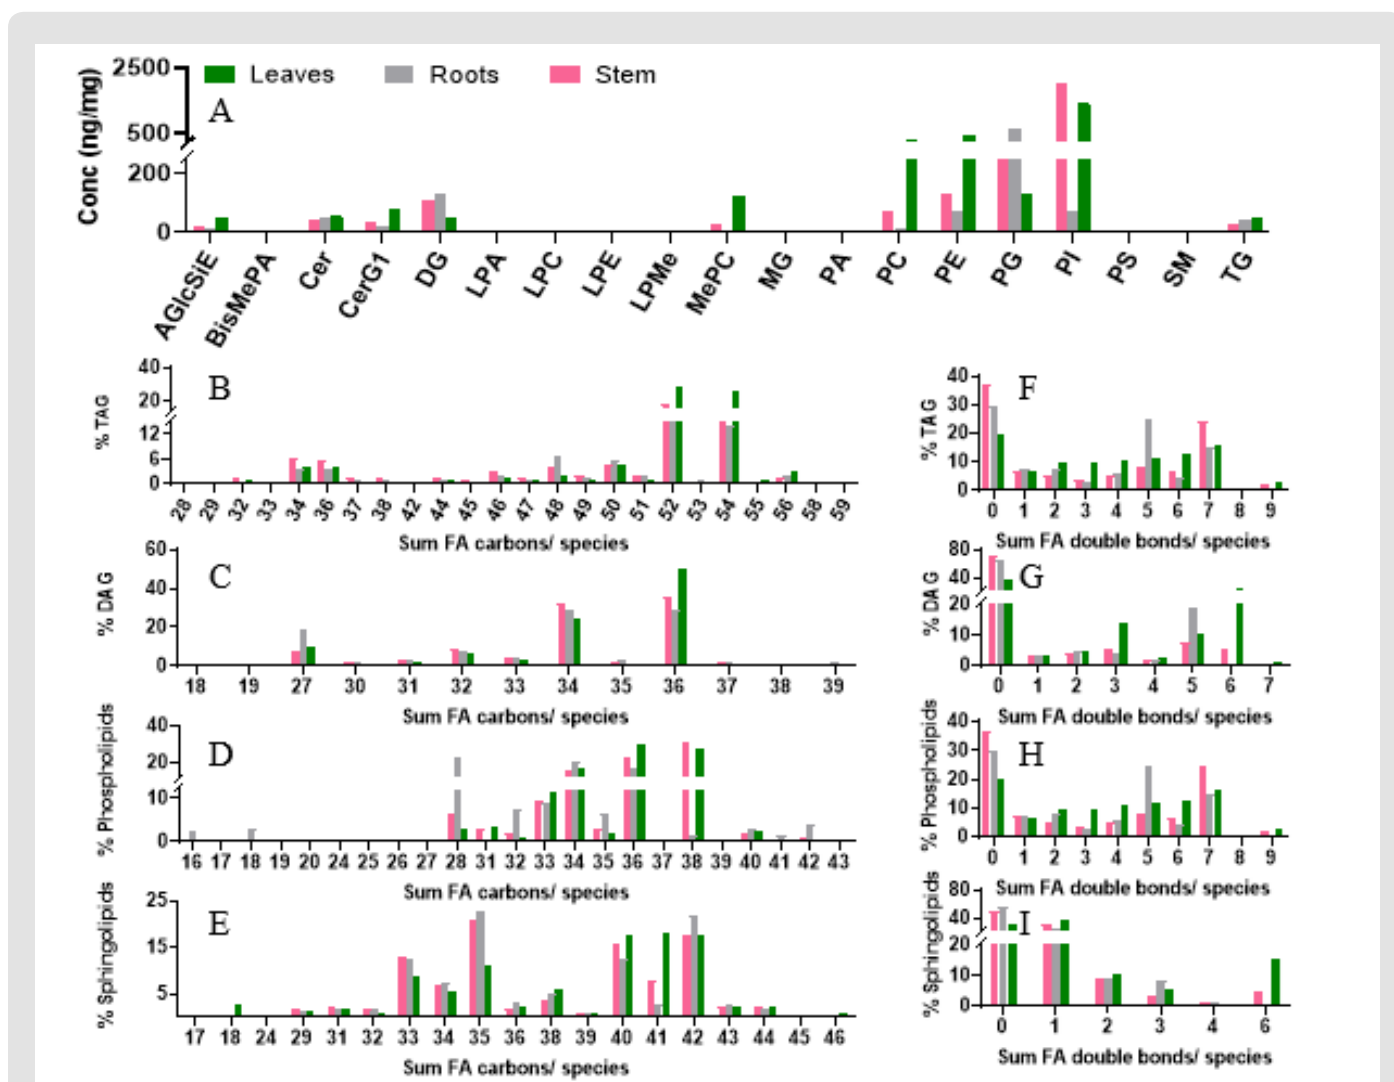 2500
Leaves
Roots
Stem
A
Conc (ng/mg)
500
200
0
AGlcSiE
BisMePA
Cer
CerG1
DG
LPA
LPC
LPE
LPMe
MePC
MG
PA
PC
PE
PG
PI
PS
SM
TG
B
% TAG
40
20
12
6
0
28 29 32 33 34 36 37 38 42 44 45 46 47 48 49 50 51 52 53 54 55 56 58 59
Sum FA carbons/ species
F
% TAG
40
30
20
10
0
0 1 2 3 4 5 6 7 8 9
Sum FA double bonds/ species
C
% DAG
60
40
20
0
18 19 27 30 31 32 33 34 35 36 37 38 39
Sum FA carbons/ species
G
% DAG
80
40
20
10
0
0 1 2 3 4 5 6 7
Sum FA double bonds/ species
D
% Phospholipids
40
20
10
0
16 17 18 19 20 24 25 26 27 28 31 32 33 34 35 36 37 38 39 40 41 42 43
Sum FA carbons/ species
H
% Phospholipids
40
30
20
10
0
0 1 2 3 4 5 6 7 8 9
Sum FA double bonds/ species
E
% Sphingolipids
25
15
5
17 18 24 29 31 32 33 34 35 36 38 39 40 41 42 43 44 45 46
Sum FA carbons/ species
I
% Sphingolipids
80
40
20
10
0
0 1 2 3 4 6
Sum FA double bonds/ species